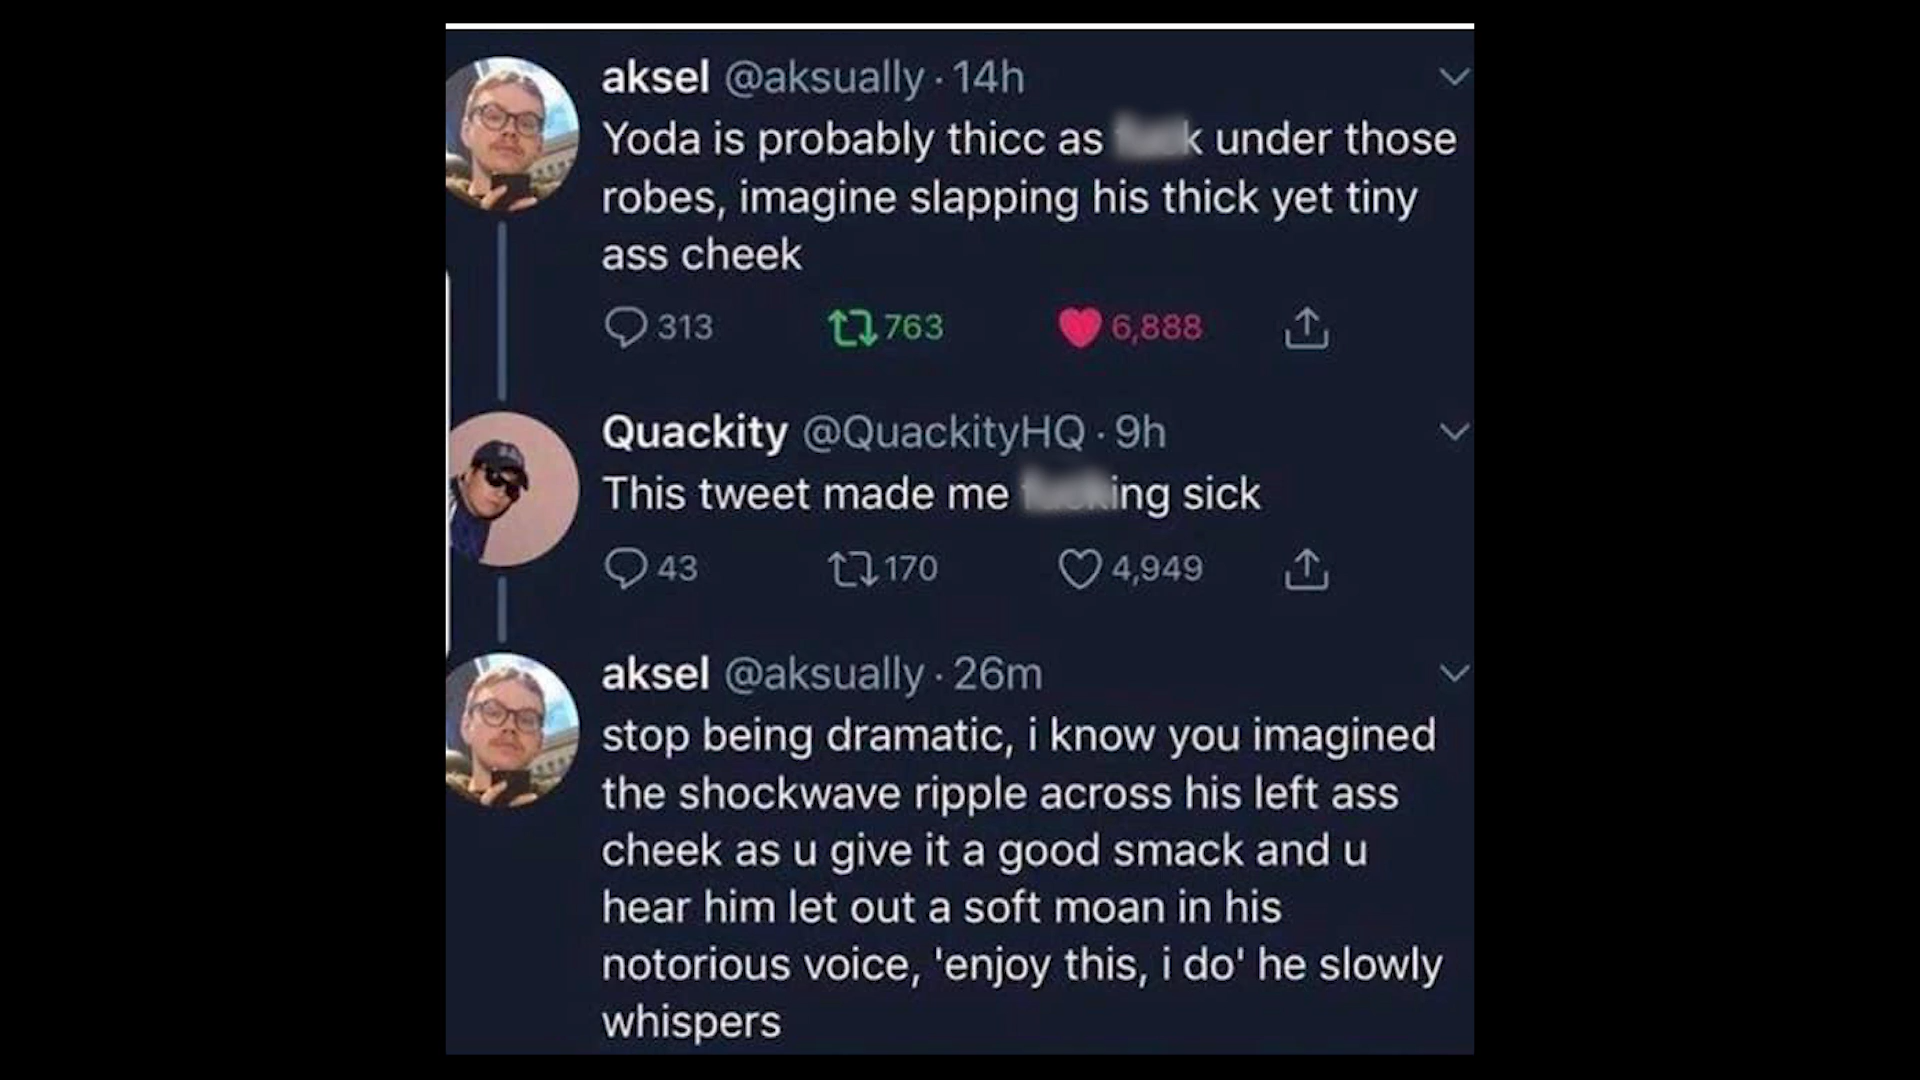 aksel @aksually · 14h
Yoda is probably thicc as k under those
robes, imagine slapping his thick yet tiny
ass cheek
313 763 6,888
Quackity @QuackityHQ · 9h
This tweet made me ing sick
43 170 4,949
aksel @aksually · 26m
stop being dramatic, i know you imagined
the shockwave ripple across his left ass
cheek as u give it a good smack and u
hear him let out a soft moan in his
notorious voice, 'enjoy this, i do' he slowly
whispers